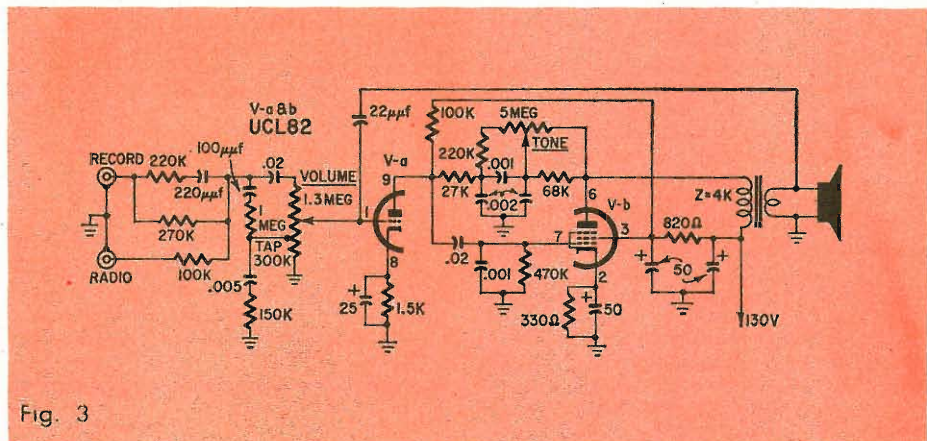 V-a & b
UCL82
RECORD
220K
100µµf
.02
220µµf
VOLUME
1.3 MEG
1
MEG
270K
TAP
300K
100K
RADIO
.005
150K
22µµf
V-a
9
1
8
25
+
1.5K
100K
5MEG
220K
.001
TONE
27K
68K
.002
6
V-b
7
3
2
.02
.001
470K
330Ω
+
50
820Ω
+
50
+
Z=4K
130V
Fig. 3